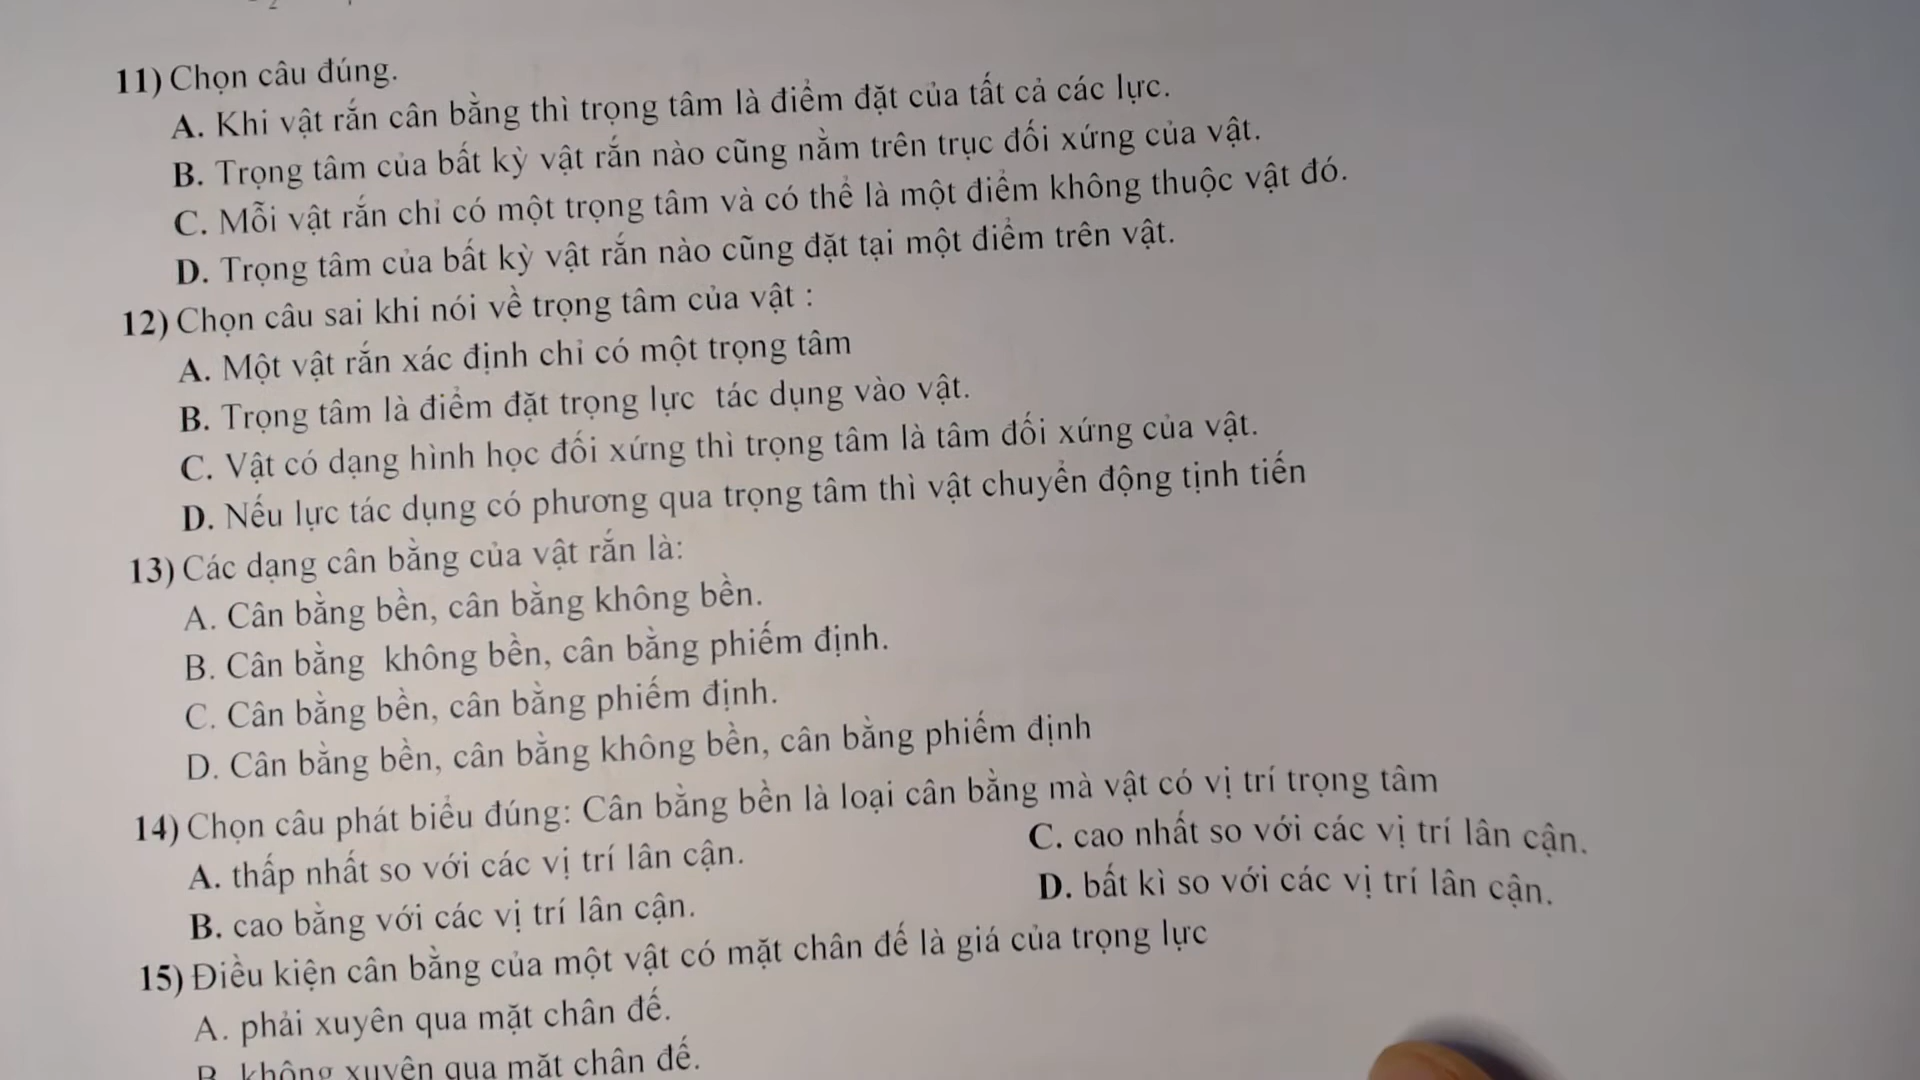 11) Chọn câu đúng.
A. Khi vật rắn cân bằng thì trọng tâm là điểm đặt của tất cả các lực.
B. Trọng tâm của bất kỳ vật rắn nào cũng nằm trên trục đối xứng của vật.
C. Mỗi vật rắn chỉ có một trọng tâm và có thể là một điểm không thuộc vật đó.
D. Trọng tâm của bất kỳ vật rắn nào cũng đặt tại một điểm trên vật.
12) Chọn câu sai khi nói về trọng tâm của vật :
A. Một vật rắn xác định chỉ có một trọng tâm
B. Trọng tâm là điểm đặt trọng lực tác dụng vào vật.
C. Vật có dạng hình học đối xứng thì trọng tâm là tâm đối xứng của vật.
D. Nếu lực tác dụng có phương qua trọng tâm thì vật chuyển động tịnh tiến
13) Các dạng cân bằng của vật rắn là:
A. Cân bằng bền, cân bằng không bền.
B. Cân bằng không bền, cân bằng phiếm định.
C. Cân bằng bền, cân bằng phiếm định.
D. Cân bằng bền, cân bằng không bền, cân bằng phiếm định
14) Chọn câu phát biểu đúng: Cân bằng bền là loại cân bằng mà vật có vị trí trọng tâm
A. thấp nhất so với các vị trí lân cận. C. cao nhất so với các vị trí lân cận.
B. cao bằng với các vị trí lân cận. D. bất kì so với các vị trí lân cận.
15) Điều kiện cân bằng của một vật có mặt chân đế là giá của trọng lực
A. phải xuyên qua mặt chân đế.
B. không xuyên qua mặt chân đế.